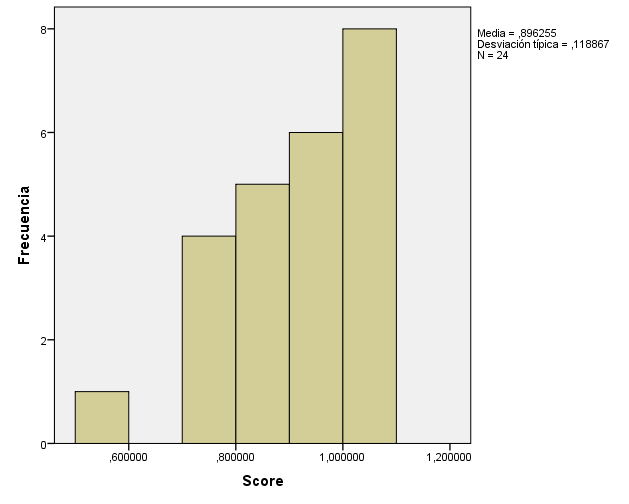 Media = ,896255
Desviación típica = ,118867
N = 24
8
6
4
2
0
Frecuencia
,600000 ,800000 1,000000 1,200000
Score